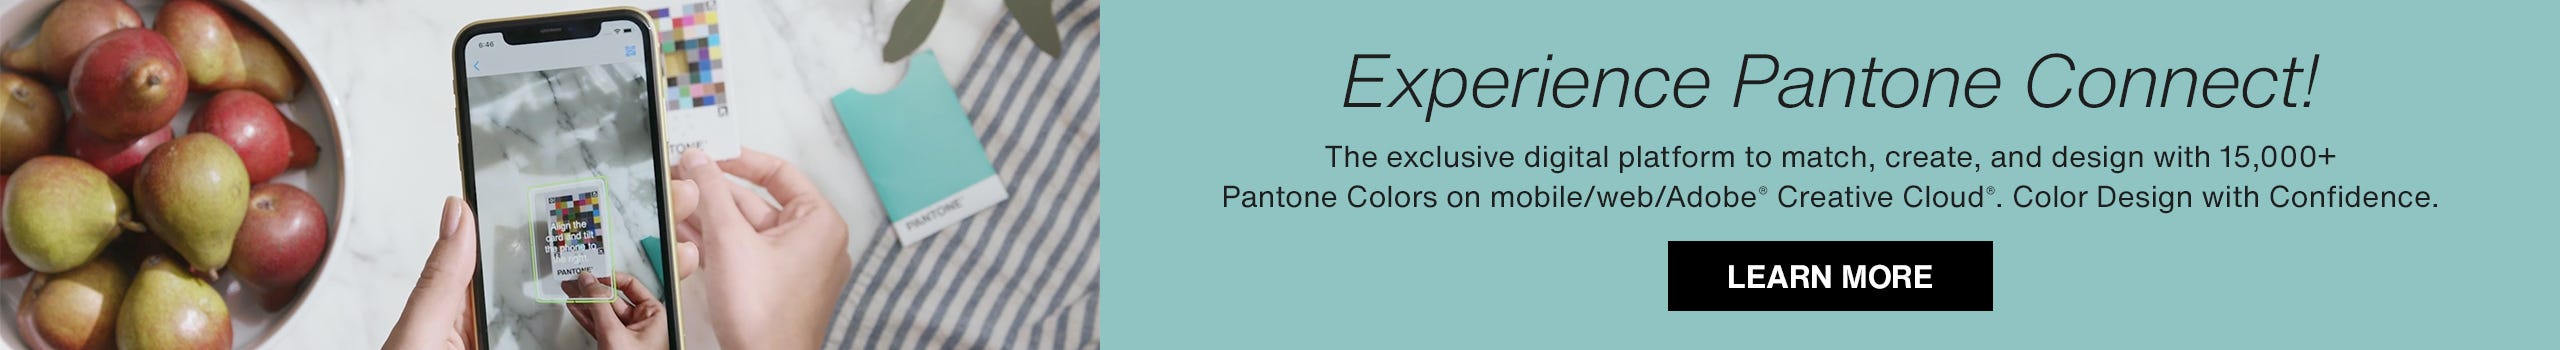 6:46
TONE
Align the
card and tilt
the phone to
the right.
PANTONE
PANTONE
Experience Pantone Connect!
The exclusive digital platform to match, create, and design with 15,000+
Pantone Colors on mobile/web/Adobe® Creative Cloud®. Color Design with Confidence.
LEARN MORE